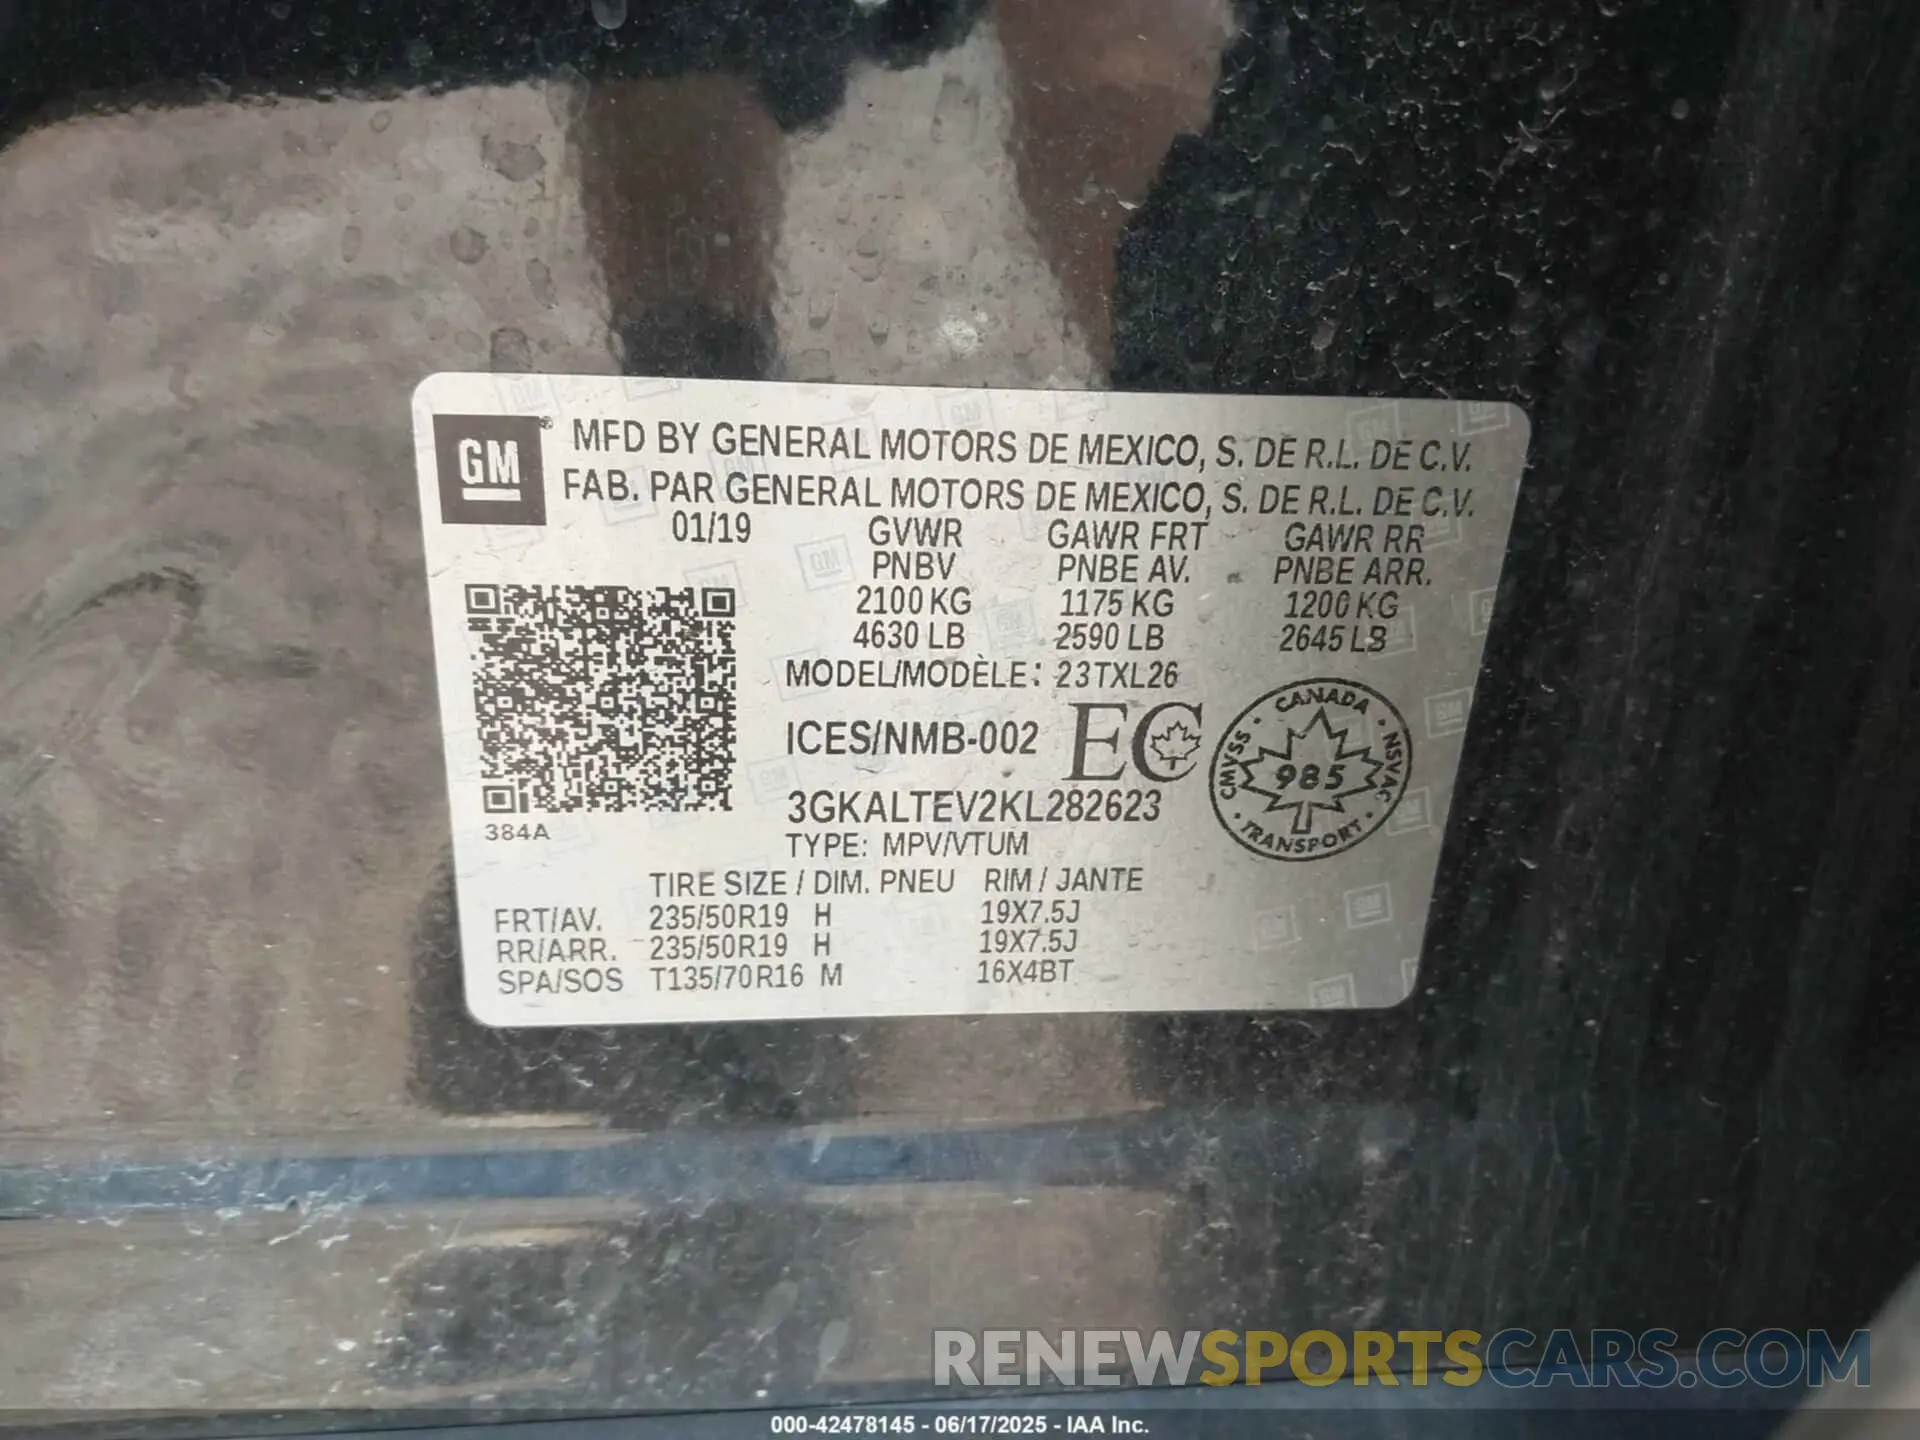 GM
MFD BY GENERAL MOTORS DE MEXICO, S. DE R.L. DE C.V.
FAB. PAR GENERAL MOTORS DE MEXICO, S. DE R.L. DE C.V.
01/19 GVWR GAWR FRT GAWR RR
PNBV PNBE AV. PNBE ARR.
2100 KG 1175 KG 1200 KG
4630 LB 2590 LB 2645 LB
MODEL/MODÈLE: 23TXL26
ICES/NMB-002 EC
CANADA
CMVSS · NSVAC
985
TRANSPORT
3GKALTEV2KL282623
384A
TYPE: MPV/VTUM
TIRE SIZE / DIM. PNEU RIM / JANTE
FRT/AV. 235/50R19 H 19X7.5J
RR/ARR. 235/50R19 H 19X7.5J
SPA/SOS T135/70R16 M 16X4BT
RENEWSPORTSCARS.COM
000-42478145 - 06/17/2025 - IAA Inc.